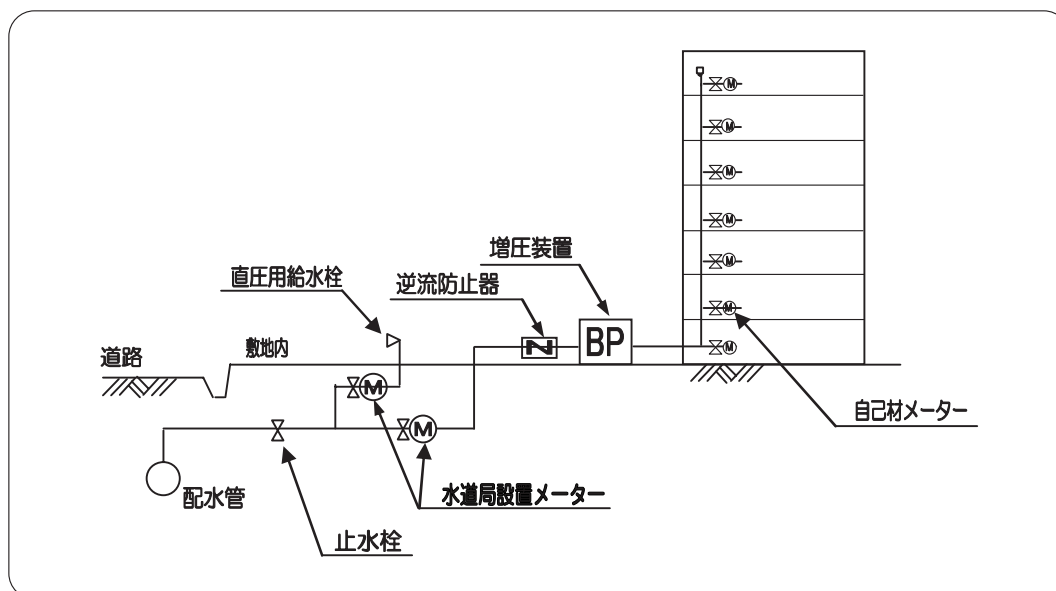 M
M
M
M
増圧装置
直圧用給水栓
逆流防止器
M
M
BP
道路
敷地内
M
M
自己材メーター
M
配水管
水道局設置メーター
止水栓